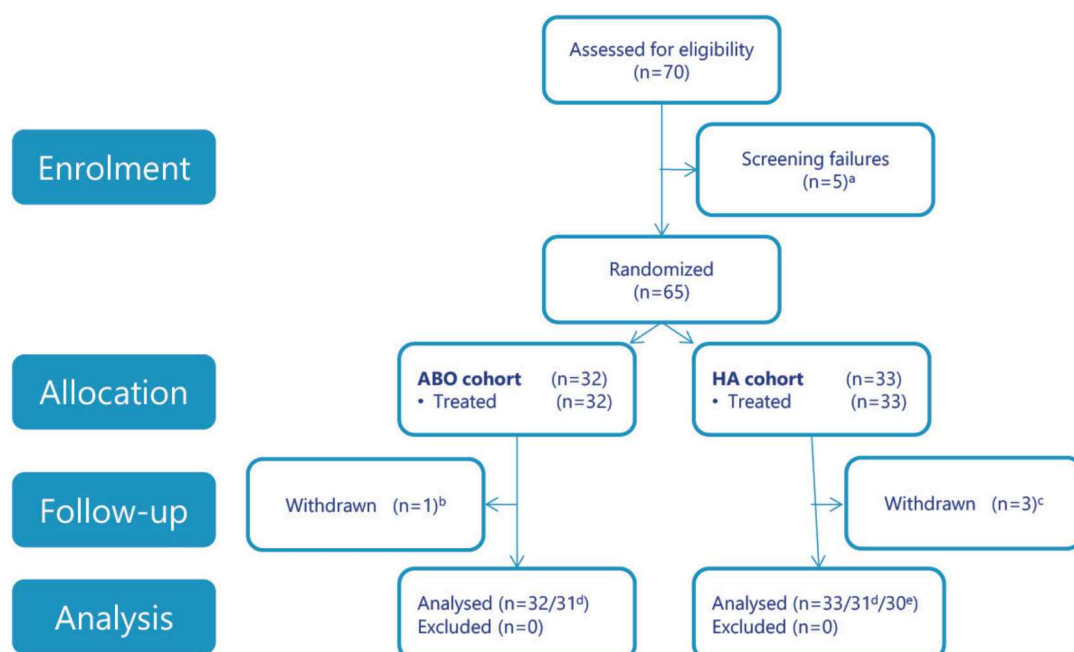 Assessed for eligibility
(n=70)
Enrolment
Screening failures
(n=5)ᵃ
Randomized
(n=65)
Allocation
ABO cohort (n=32)
• Treated (n=32)
HA cohort (n=33)
• Treated (n=33)
Follow-up
Withdrawn (n=1)ᵇ
Withdrawn (n=3)ᶜ
Analysis
Analysed (n=32/31ᵈ)
Excluded (n=0)
Analysed (n=33/31ᵈ/30ᵉ)
Excluded (n=0)